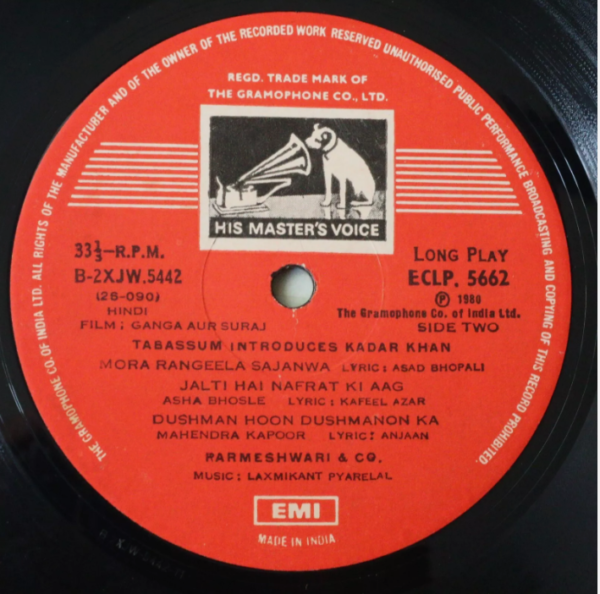 THE GRAMOPHONE CO. OF INDIA LTD. ALL RIGHTS OF THE MANUFACTURER AND OF THE OWNER OF THE RECORDED WORK RESERVED UNAUTHORISED PUBLIC PERFORMANCE BROADCASTING AND COPYING OF THIS RECORD PROHIBITED.
REGD. TRADE MARK OF
THE GRAMOPHONE CO., LTD.
HIS MASTER'S VOICE
33⅓-R.P.M.
B-2XJW.5442
(26-090)
HINDI
FILM; GANGA AUR SURAJ
LONG PLAY
ECLP. 5662
Ⓟ 1980
The Gramophone Co. of India Ltd.
SIDE TWO
TABASSUM INTRODUCES KADAR KHAN
MORA RANGEELA SAJANWA LYRIC: ASAD BHOPALI
JALTI HAI NAFRAT KI AAG
ASHA BHOSLE LYRIC: KAFEEL AZAR
DUSHMAN HOON DUSHMANON KA
MAHENDRA KAPOOR LYRIC: ANJAAN
PARMESHWARI & CO.
MUSIC; LAXMIKANT PYARELAL
EMI
MADE IN INDIA